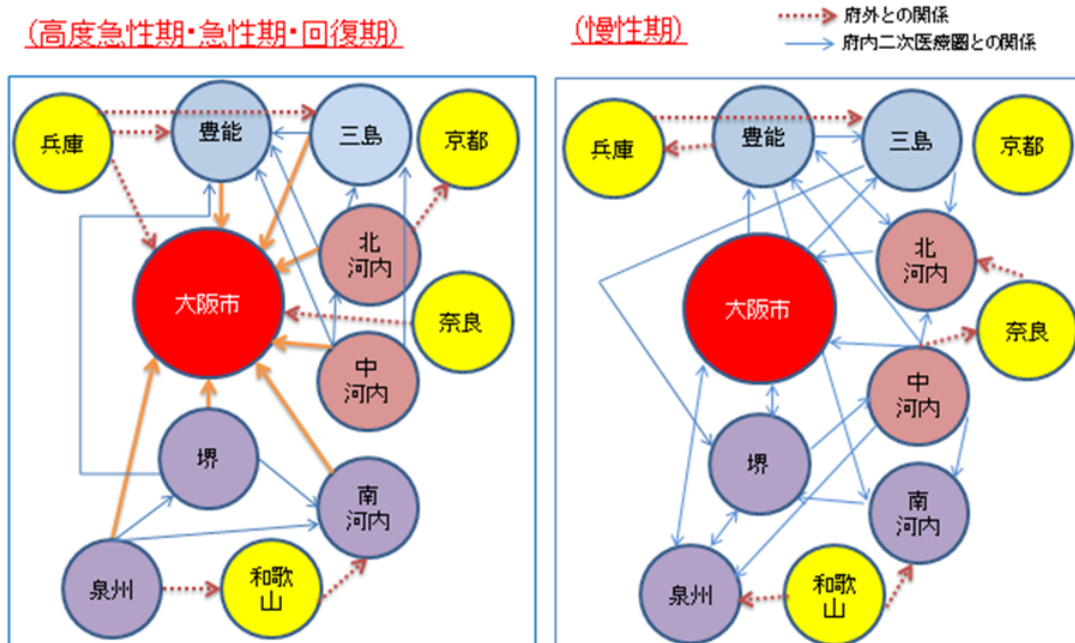 (高度急性期・急性期・回復期)
(慢性期)
府外との関係
府内二次医療圏との関係
兵庫
豊能
三島
京都
北
河内
大阪市
奈良
中
河内
堺
南
河内
泉州
和歌
山
兵庫
豊能
三島
京都
北
河内
大阪市
奈良
中
河内
堺
南
河内
泉州
和歌
山